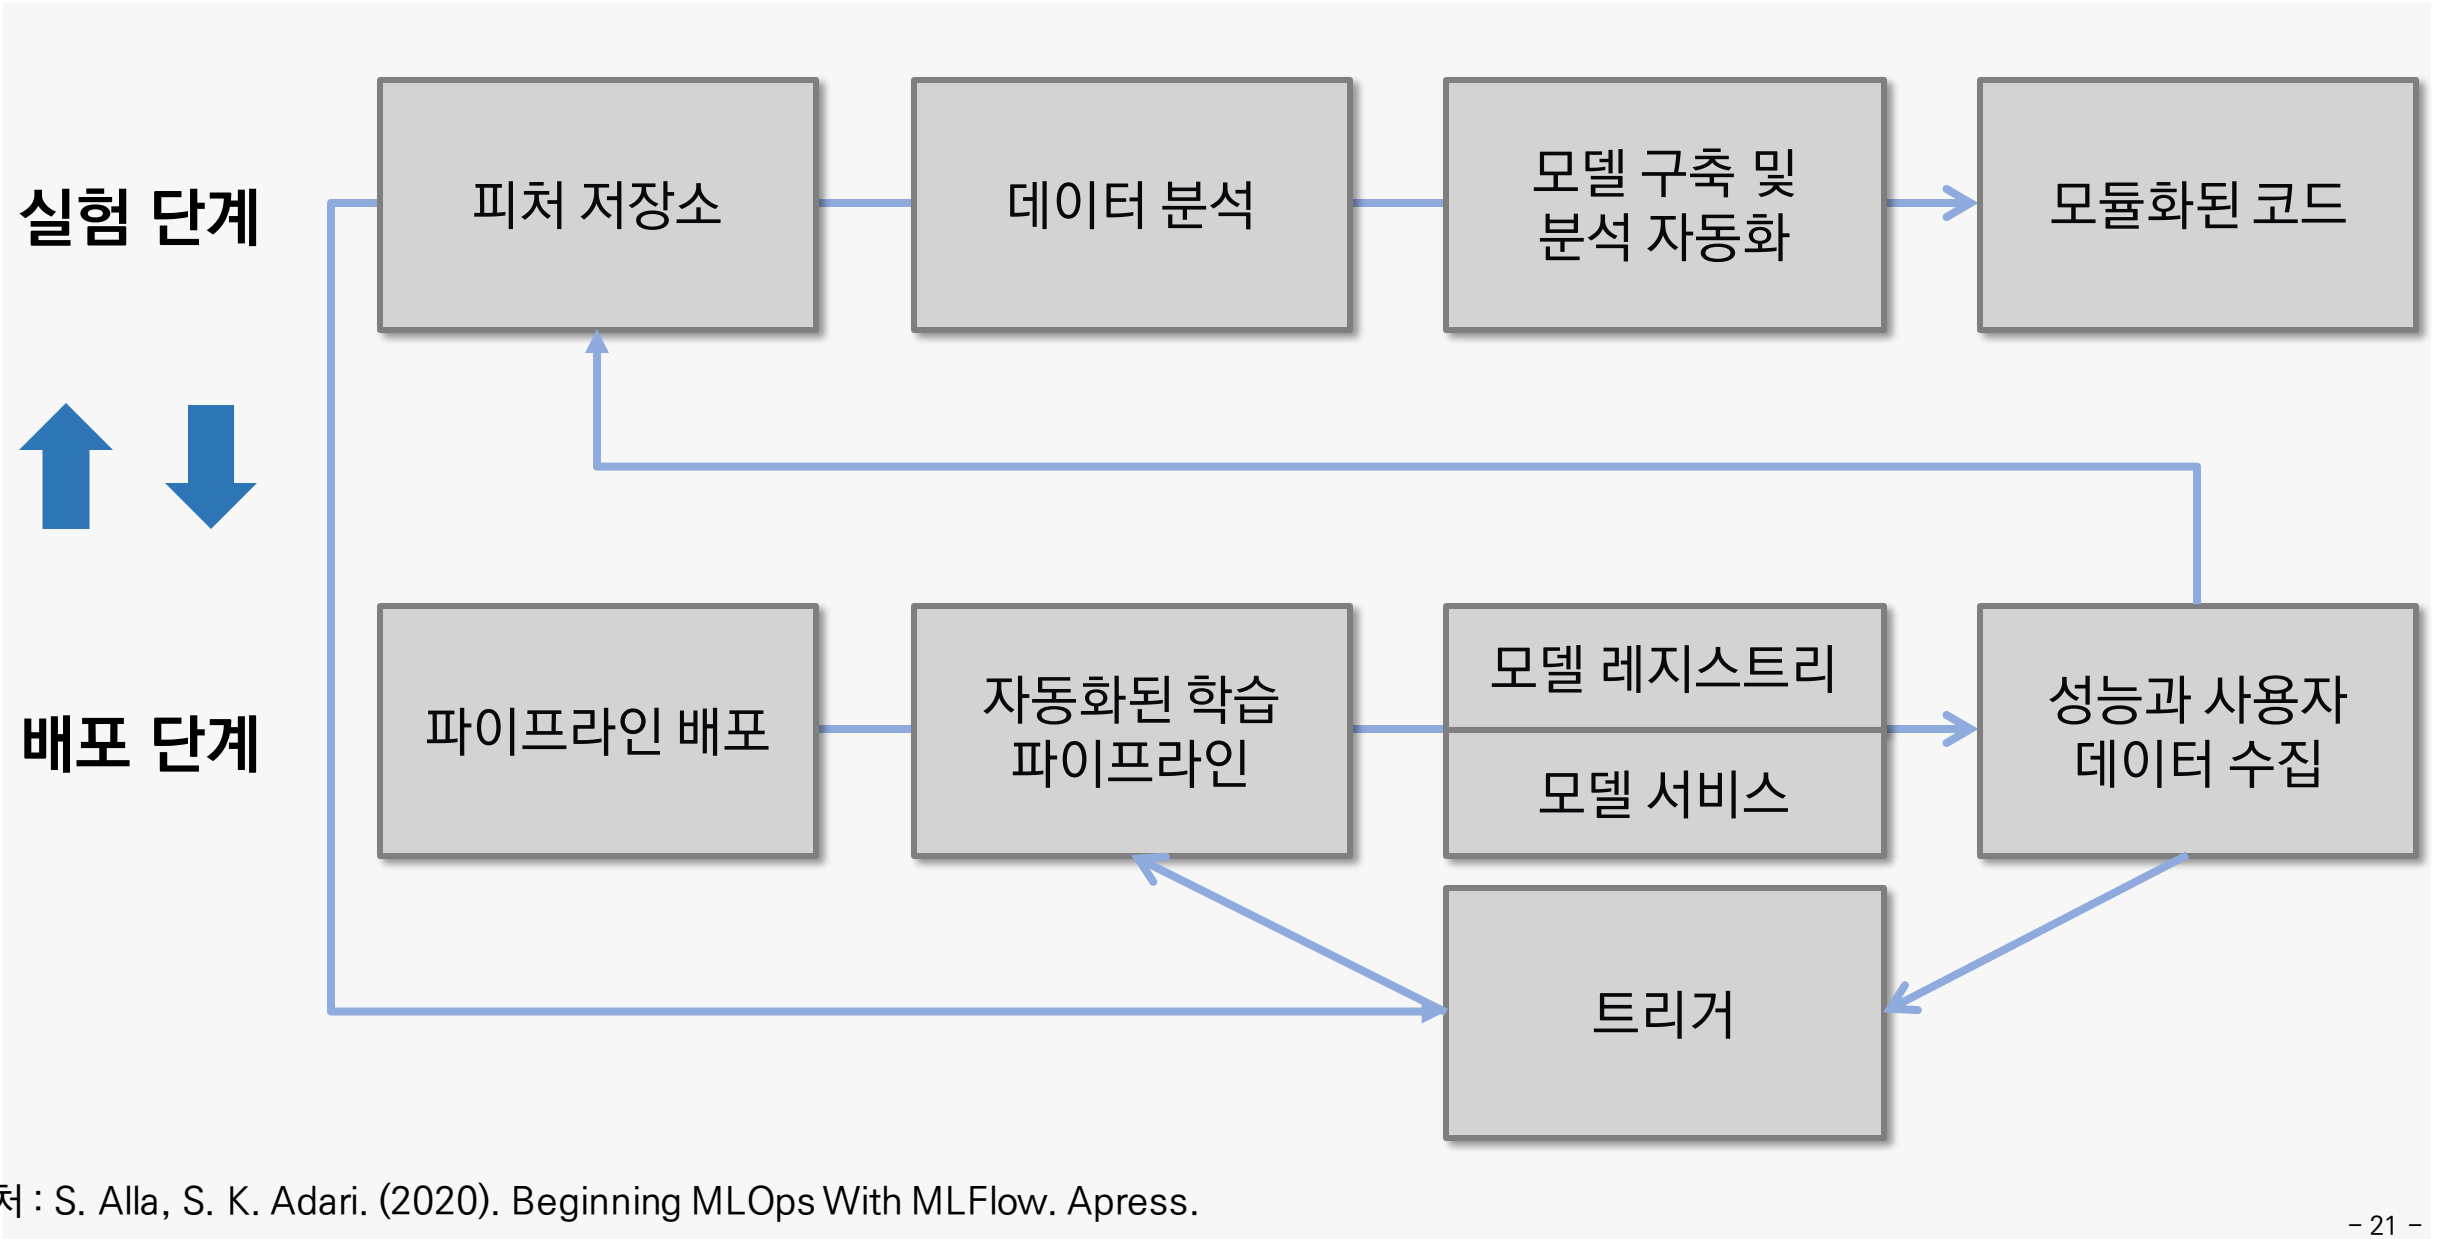 실험 단계
피처 저장소
데이터 분석
모델 구축 및
분석 자동화
모듈화된 코드
배포 단계
파이프라인 배포
자동화된 학습
파이프라인
모델 레지스트리
모델 서비스
성능과 사용자
데이터 수집
트리거
처 : S. Alla, S. K. Adari. (2020). Beginning MLOps With MLFlow. Apress.
- 21 -